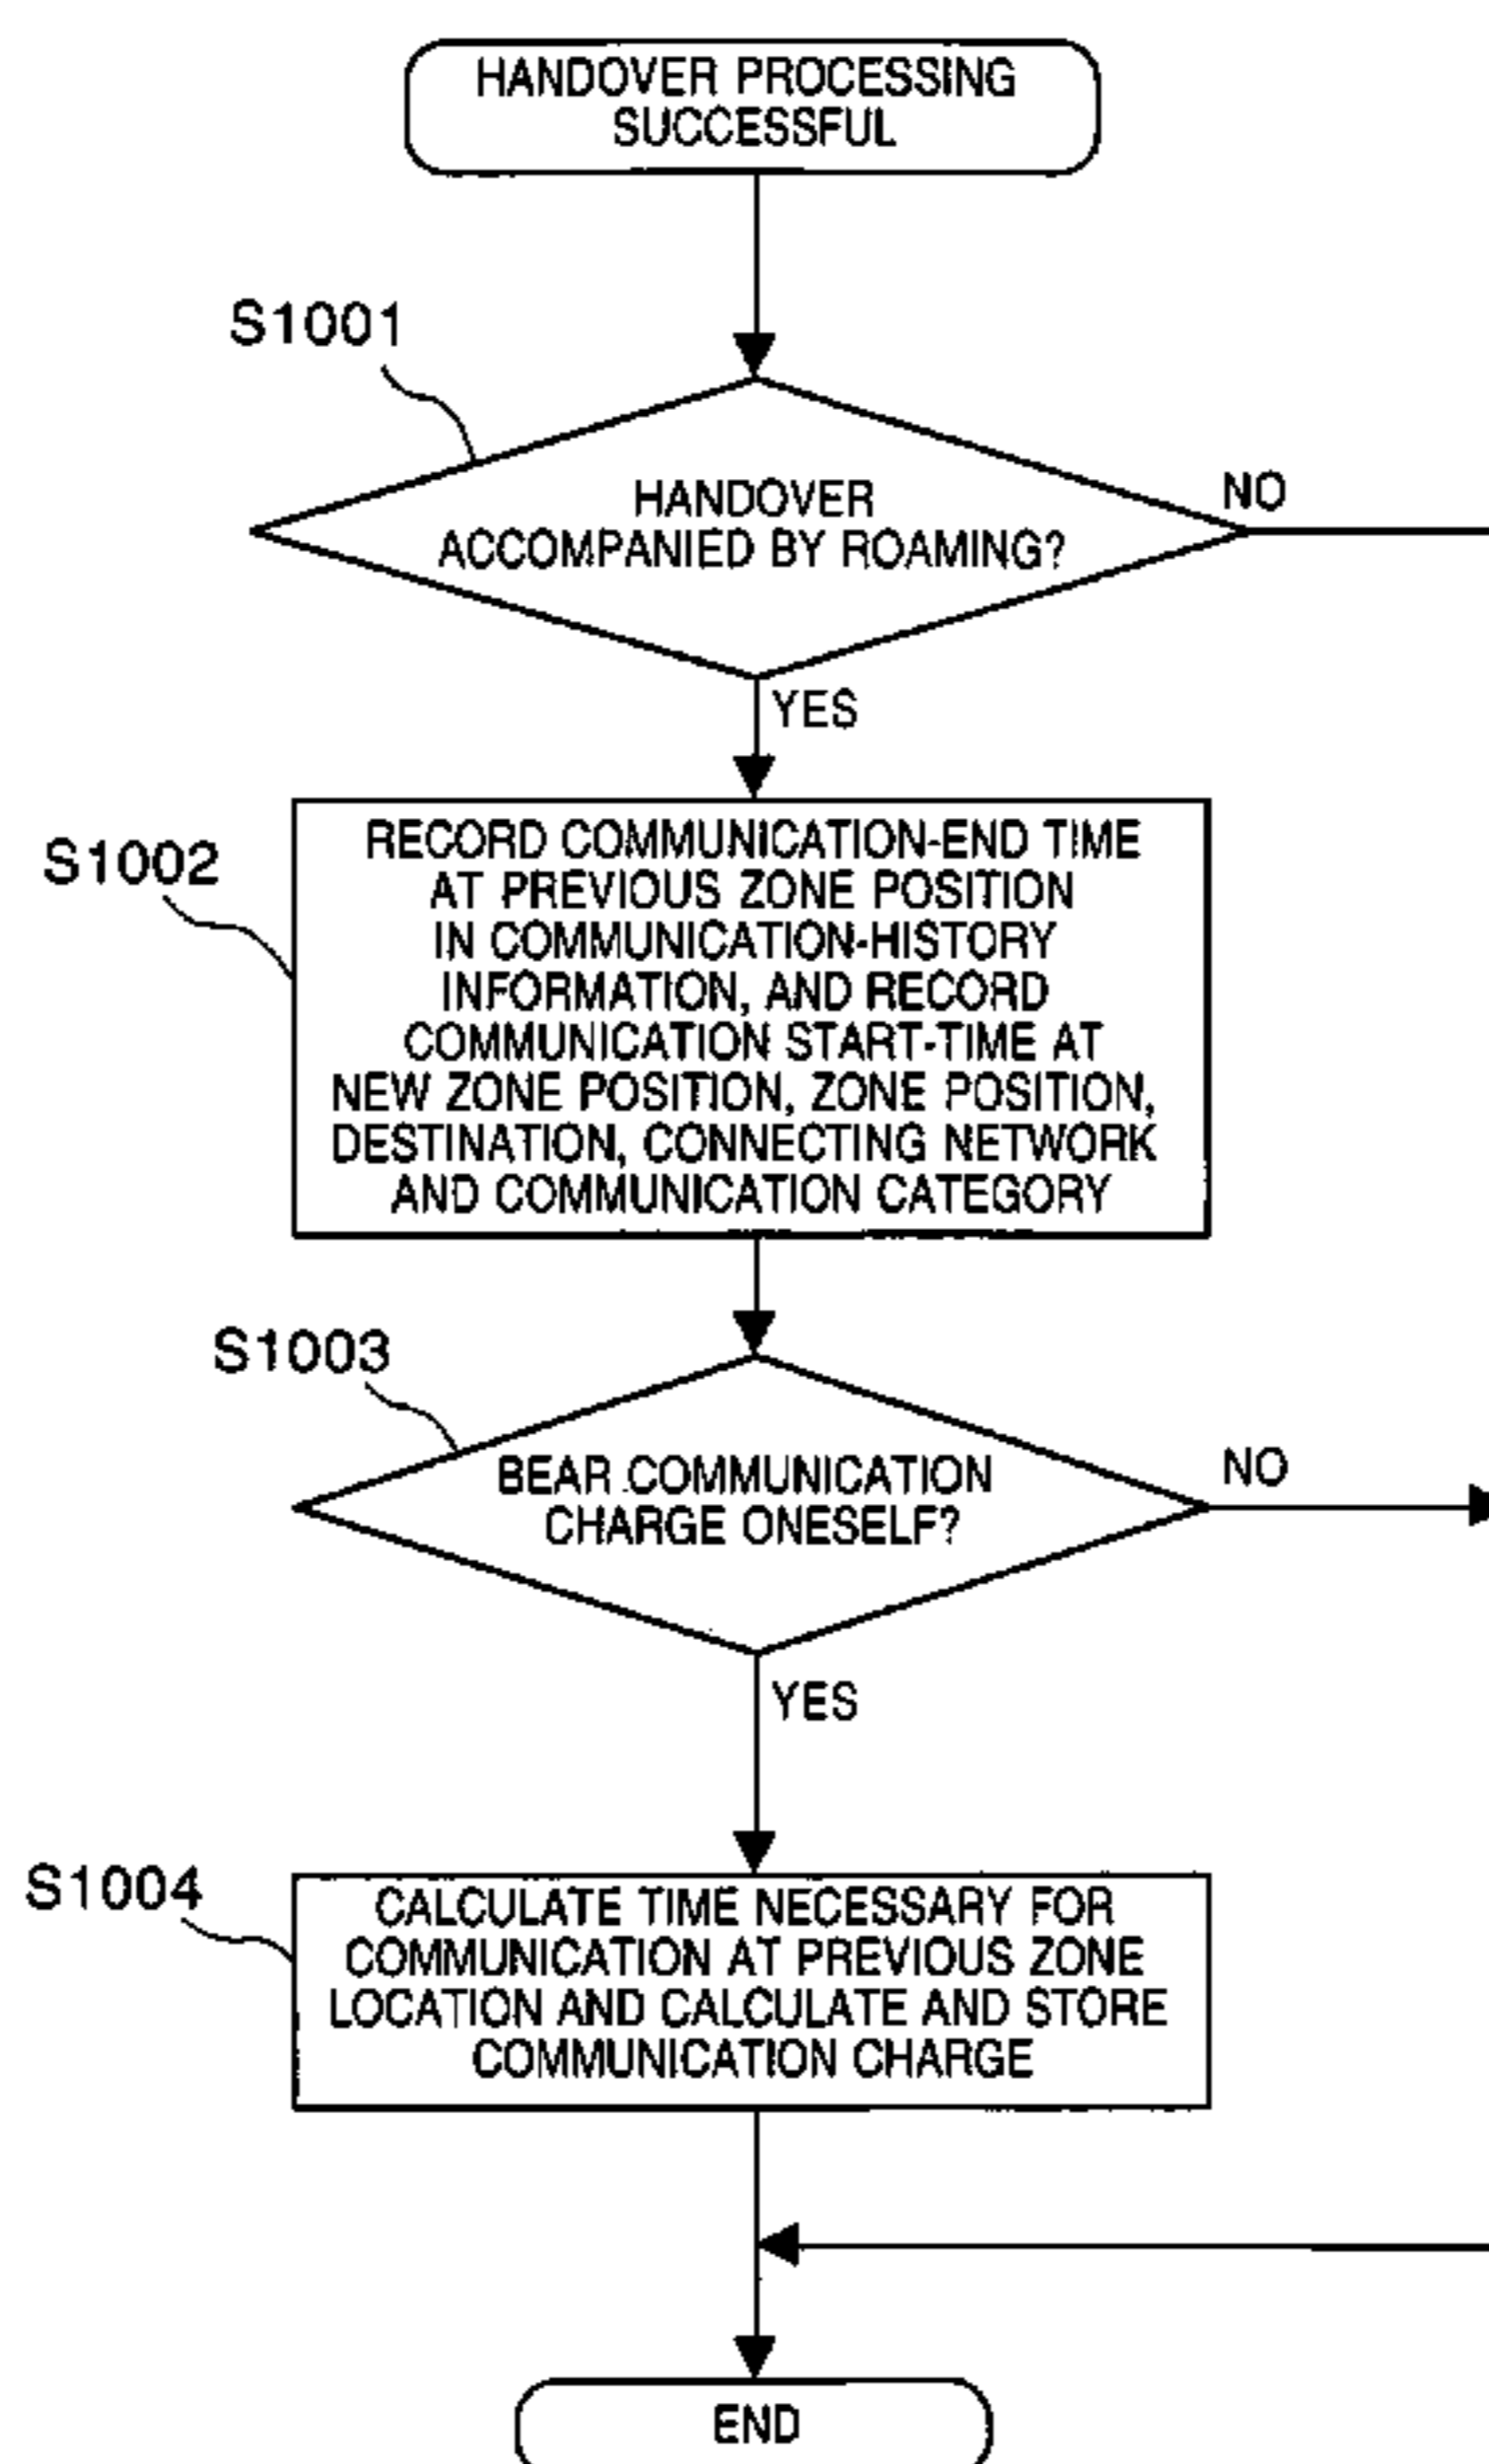 HANDOVER PROCESSING
SUCCESSFUL
S1001
HANDOVER
ACCOMPANIED BY ROAMING?
NO
YES
S1002
RECORD COMMUNICATION-END TIME
AT PREVIOUS ZONE POSITION
IN COMMUNICATION-HISTORY
INFORMATION, AND RECORD
COMMUNICATION START-TIME AT
NEW ZONE POSITION, ZONE POSITION,
DESTINATION, CONNECTING NETWORK
AND COMMUNICATION CATEGORY
S1003
BEAR COMMUNICATION
CHARGE ONESELF?
NO
YES
S1004
CALCULATE TIME NECESSARY FOR
COMMUNICATION AT PREVIOUS ZONE
LOCATION AND CALCULATE AND STORE
COMMUNICATION CHARGE
END